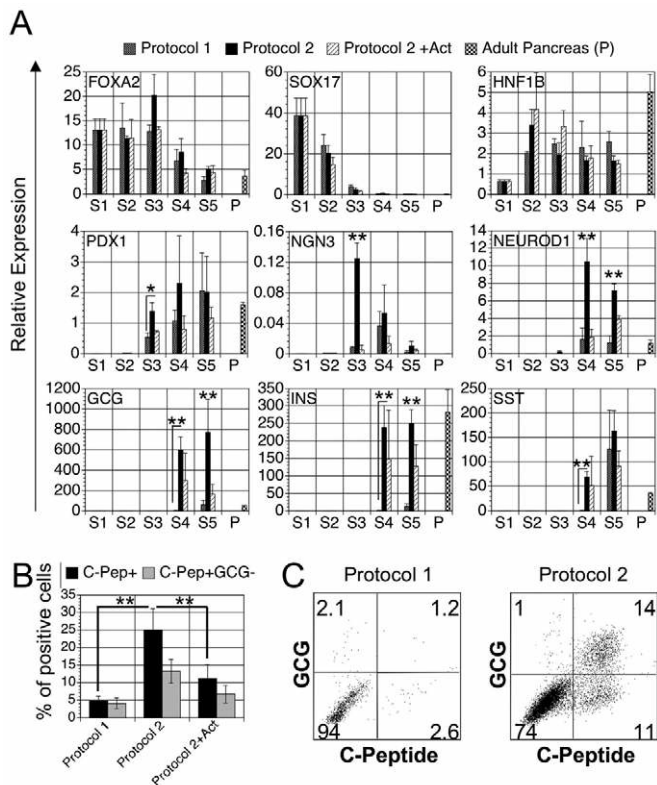 A
Protocol 1 Protocol 2 Protocol 2 +Act Adult Pancreas (P)
Relative Expression
FOXA2
25
20
15
10
5
0
S1 S2 S3 S4 S5 P
SOX17
60
40
20
0
S1 S2 S3 S4 S5 P
HNF1B
6
5
4
3
2
1
0
S1 S2 S3 S4 S5 P
PDX1
4
3
2
1
0
*
S1 S2 S3 S4 S5 P
NGN3
0.16
0.12
0.08
0.04
0
**
S1 S2 S3 S4 S5 P
NEUROD1
14
12
10
8
6
4
2
0
** **
S1 S2 S3 S4 S5 P
GCG
1200
1000
800
600
400
200
0
** **
S1 S2 S3 S4 S5 P
INS
350
300
250
200
150
100
50
0
** **
S1 S2 S3 S4 S5 P
SST
250
200
150
100
50
0
**
S1 S2 S3 S4 S5 P
B
C-Pep+ C-Pep+GCG-
% of positive cells
35
30
25
20
15
10
5
0
** **
Protocol 1
Protocol 2
Protocol 2+Act
C
Protocol 1 Protocol 2
GCG
2.1 1.2
94 2.6
C-Peptide
GCG
1 14
74 11
C-Peptide